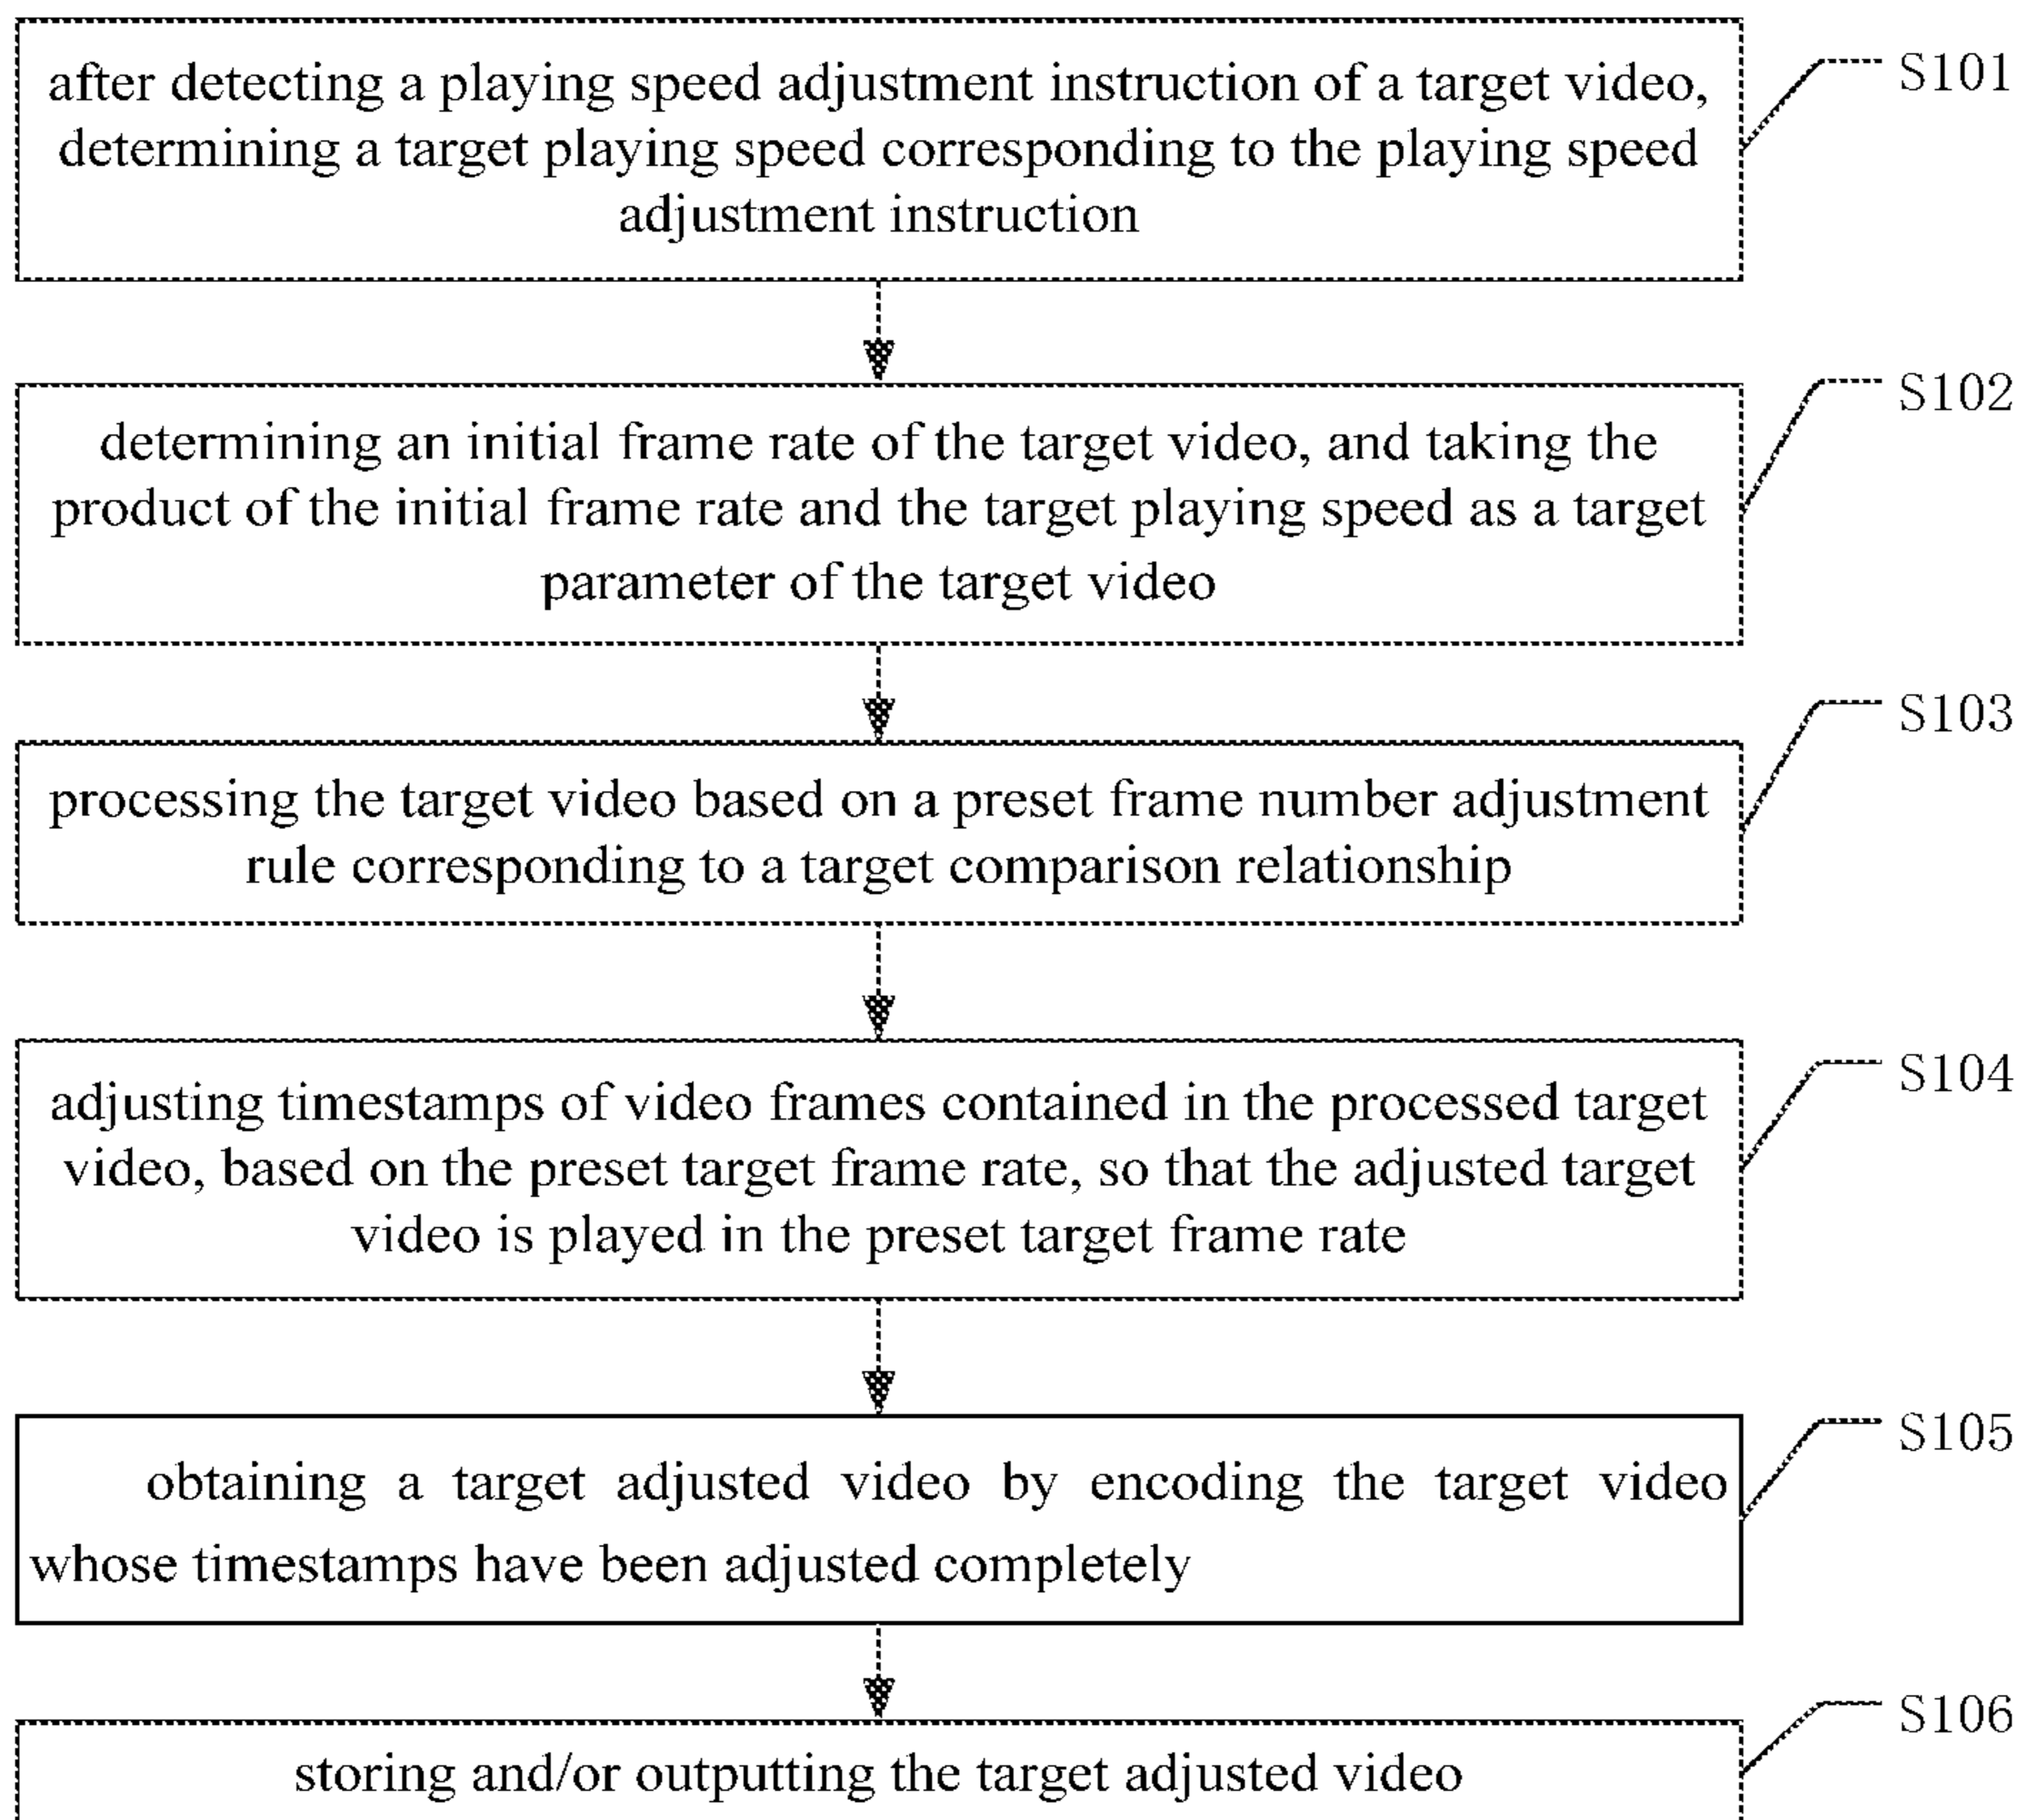 after detecting a playing speed adjustment instruction of a target video,
determining a target playing speed corresponding to the playing speed
adjustment instruction
S101
determining an initial frame rate of the target video, and taking the
product of the initial frame rate and the target playing speed as a target
parameter of the target video
S102
processing the target video based on a preset frame number adjustment
rule corresponding to a target comparison relationship
S103
adjusting timestamps of video frames contained in the processed target
video, based on the preset target frame rate, so that the adjusted target
video is played in the preset target frame rate
S104
obtaining a target adjusted video by encoding the target video
whose timestamps have been adjusted completely
S105
storing and/or outputting the target adjusted video
S106